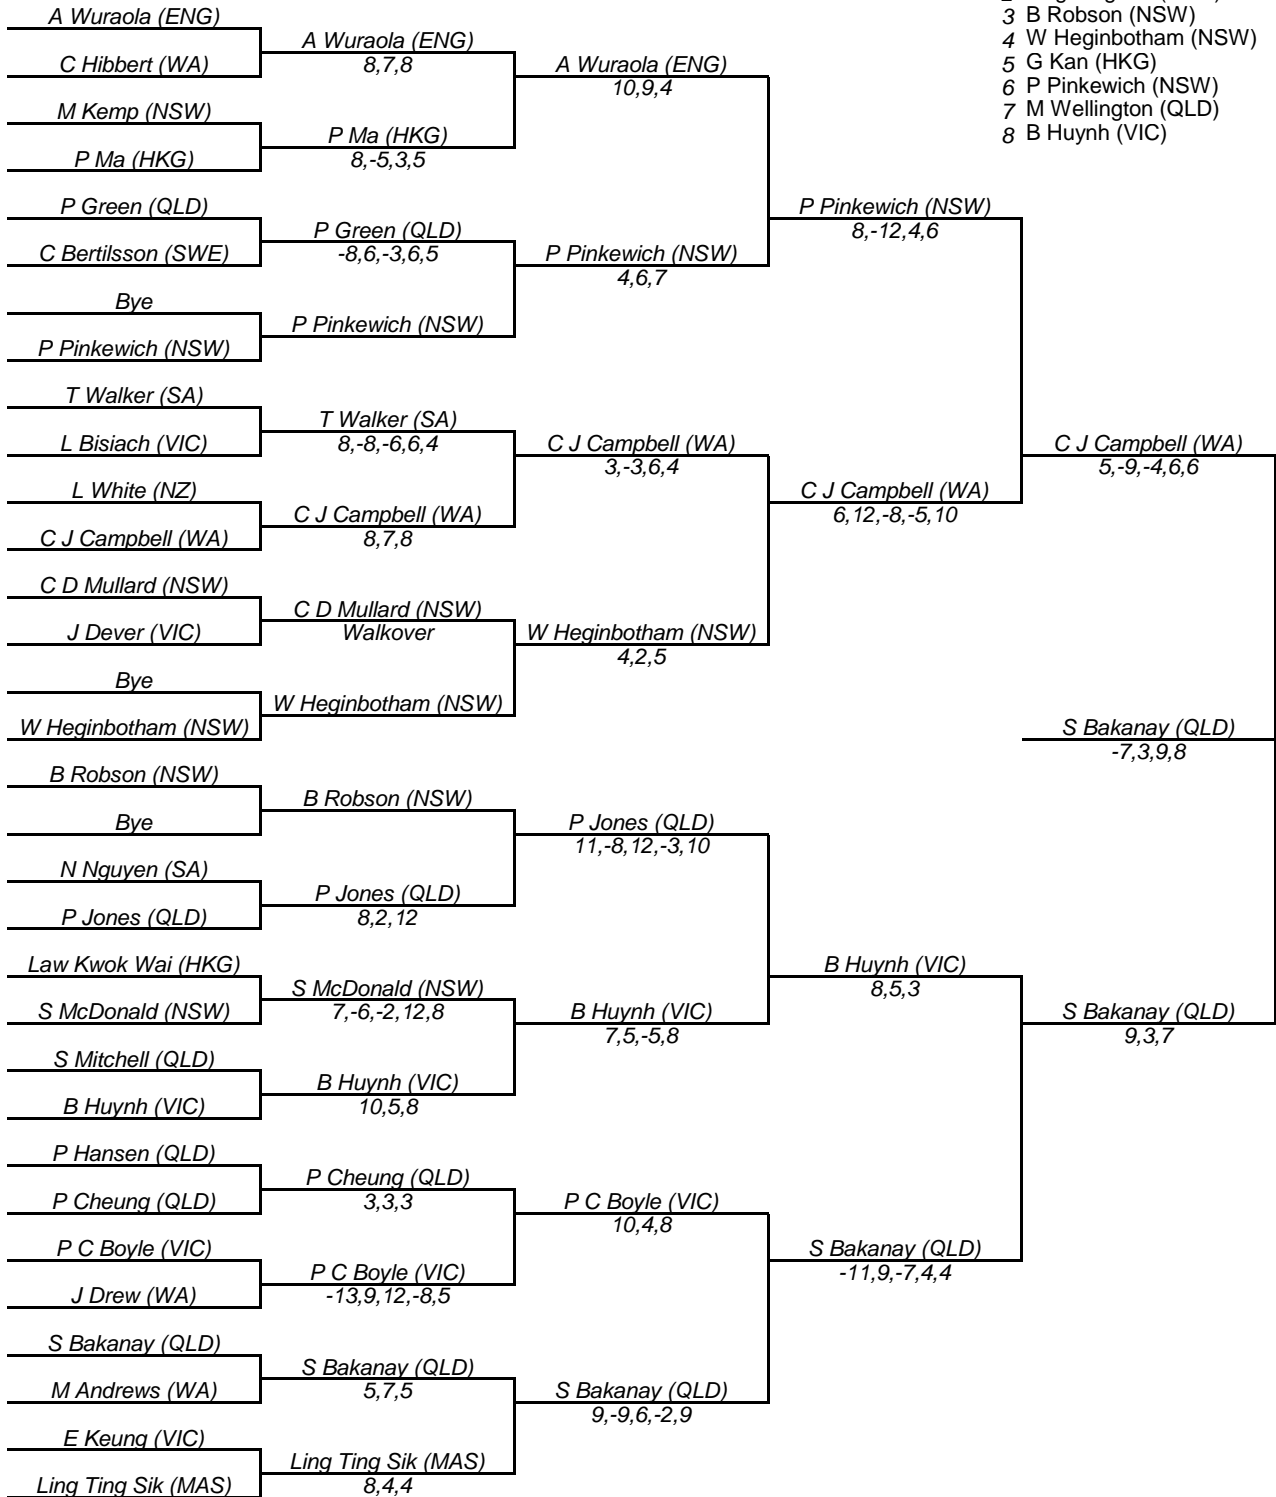 3 B Robson (NSW)
4 W Heginbotham (NSW)
5 G Kan (HKG)
6 P Pinkewich (NSW)
7 M Wellington (QLD)
8 B Huynh (VIC)
A Wuraola (ENG)
C Hibbert (WA)
M Kemp (NSW)
P Ma (HKG)
P Green (QLD)
C Bertilsson (SWE)
Bye
P Pinkewich (NSW)
T Walker (SA)
L Bisiach (VIC)
L White (NZ)
C J Campbell (WA)
C D Mullard (NSW)
J Dever (VIC)
Bye
W Heginbotham (NSW)
B Robson (NSW)
Bye
N Nguyen (SA)
P Jones (QLD)
Law Kwok Wai (HKG)
S McDonald (NSW)
S Mitchell (QLD)
B Huynh (VIC)
P Hansen (QLD)
P Cheung (QLD)
P C Boyle (VIC)
J Drew (WA)
S Bakanay (QLD)
M Andrews (WA)
E Keung (VIC)
Ling Ting Sik (MAS)
A Wuraola (ENG)
8,7,8
P Ma (HKG)
8,-5,3,5
P Green (QLD)
-8,6,-3,6,5
P Pinkewich (NSW)
T Walker (SA)
8,-8,-6,6,4
C J Campbell (WA)
8,7,8
C D Mullard (NSW)
Walkover
W Heginbotham (NSW)
B Robson (NSW)
P Jones (QLD)
8,2,12
S McDonald (NSW)
7,-6,-2,12,8
B Huynh (VIC)
10,5,8
P Cheung (QLD)
3,3,3
P C Boyle (VIC)
-13,9,12,-8,5
S Bakanay (QLD)
5,7,5
Ling Ting Sik (MAS)
8,4,4
A Wuraola (ENG)
10,9,4
P Pinkewich (NSW)
4,6,7
C J Campbell (WA)
3,-3,6,4
W Heginbotham (NSW)
4,2,5
P Jones (QLD)
11,-8,12,-3,10
B Huynh (VIC)
7,5,-5,8
P C Boyle (VIC)
10,4,8
S Bakanay (QLD)
9,-9,6,-2,9
P Pinkewich (NSW)
8,-12,4,6
C J Campbell (WA)
6,12,-8,-5,10
B Huynh (VIC)
8,5,3
S Bakanay (QLD)
-11,9,-7,4,4
C J Campbell (WA)
5,-9,-4,6,6
S Bakanay (QLD)
9,3,7
S Bakanay (QLD)
-7,3,9,8